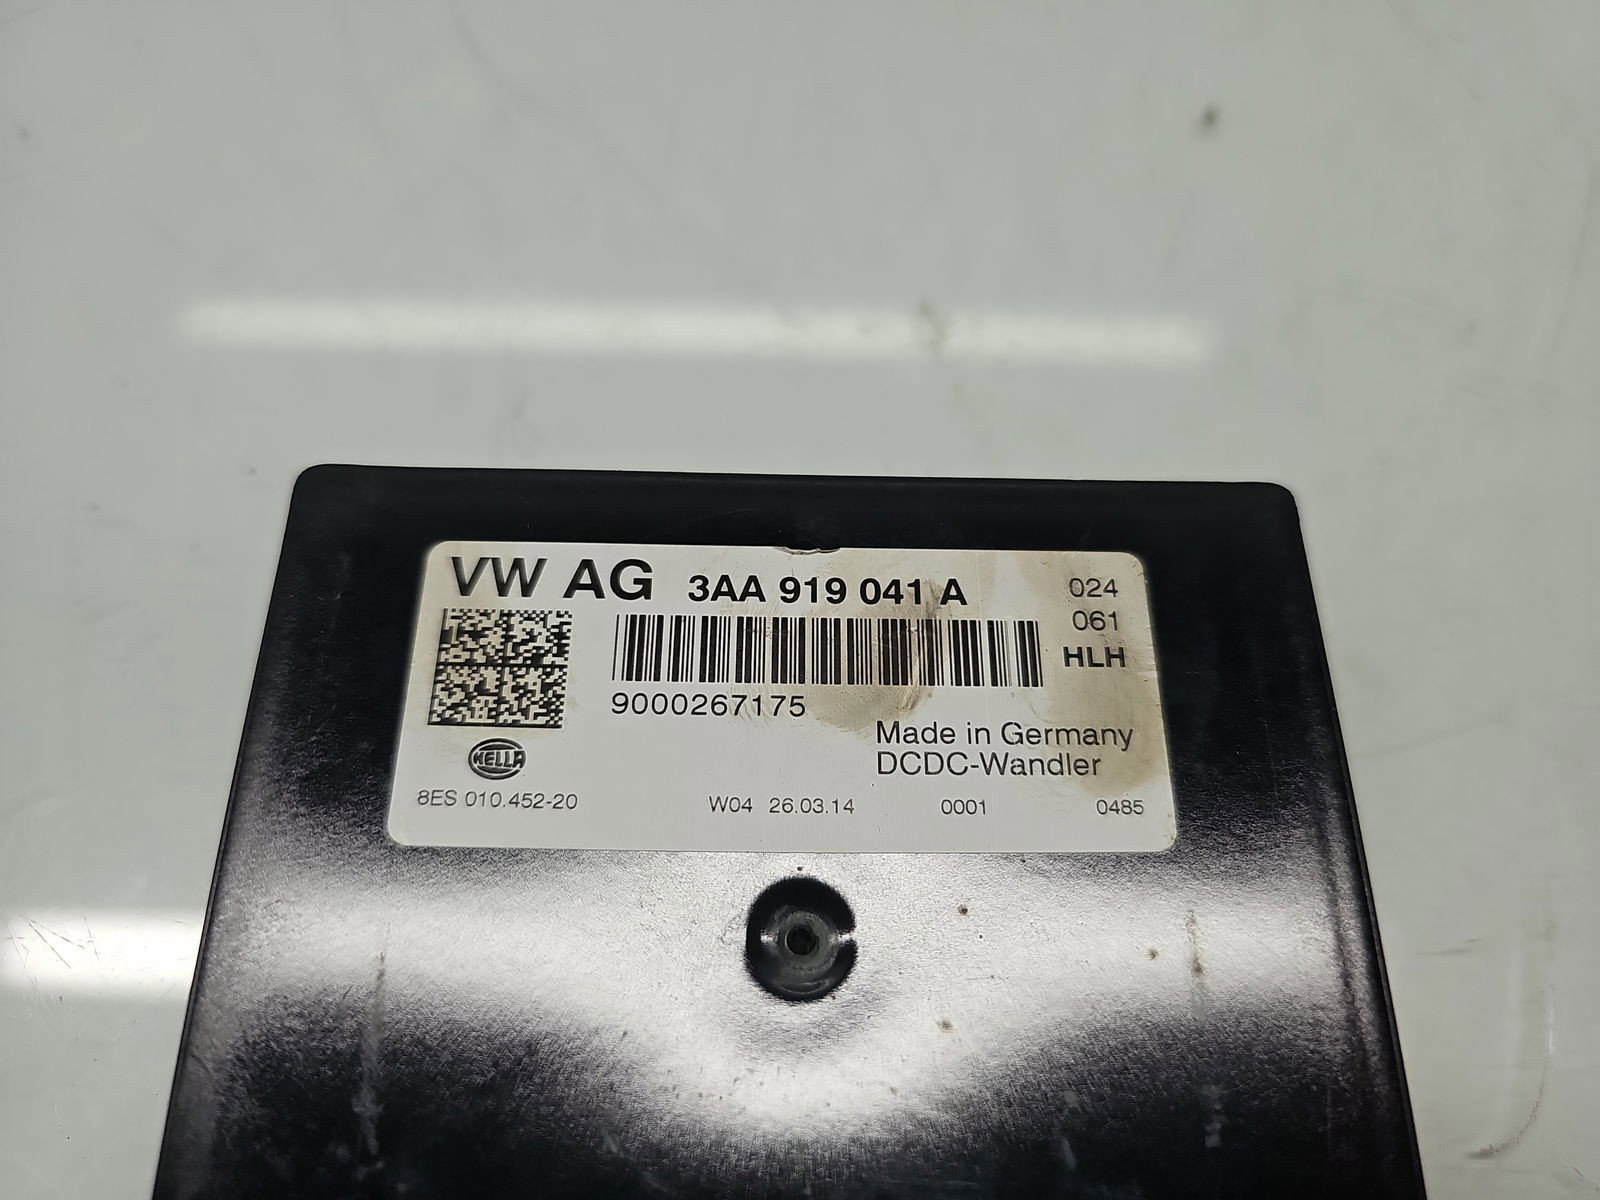 VW AG 3AA 919 041 A 024
061
HLH
9000267175
Made in Germany
DCDC-Wandler
HELLA
8ES 010.452-20 W04 26.03.14 0001 0485